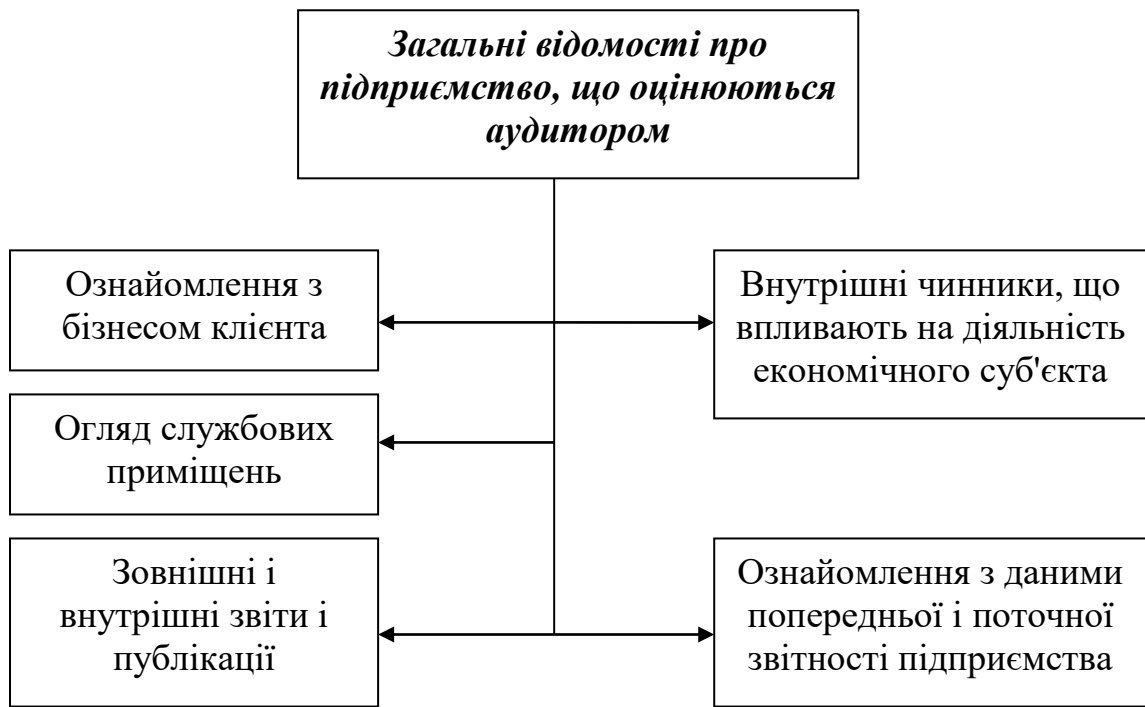 Загальні відомості про
підприємство, що оцінюються
аудитором
Ознайомлення з
бізнесом клієнта
Внутрішні чинники, що
впливають на діяльність
економічного суб'єкта
Огляд службових
приміщень
Зовнішні і
внутрішні звіти і
публікації
Ознайомлення з даними
попередньої і поточної
звітності підприємства